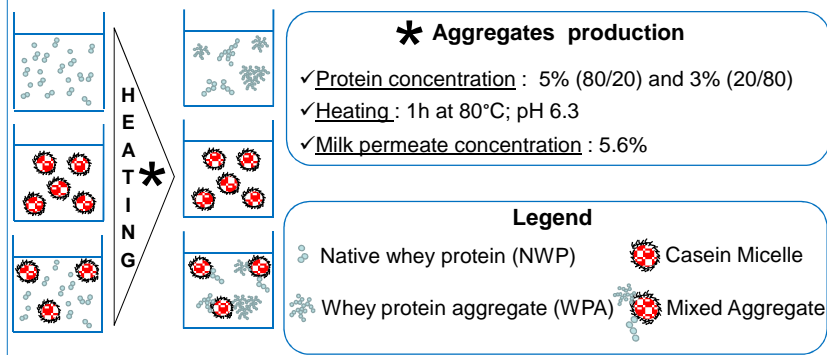 HEATING
*
* Aggregates production
✓Protein concentration : 5% (80/20) and 3% (20/80)
✓Heating : 1h at 80°C; pH 6.3
✓Milk permeate concentration : 5.6%
Legend
Native whey protein (NWP)
Casein Micelle
Whey protein aggregate (WPA)
Mixed Aggregate